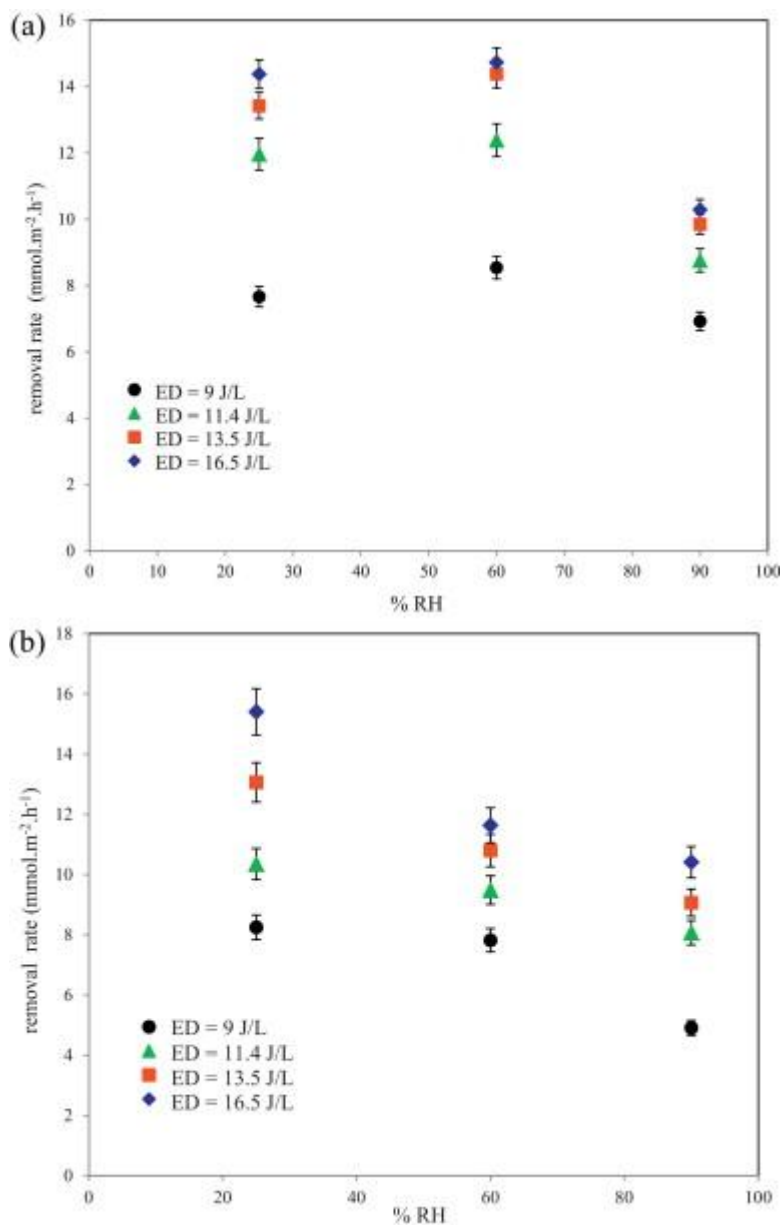 (a)
16
14
12
10
8
6
4
2
0
removal rate (mmol.m⁻².h⁻¹)
ED = 9 J/L
ED = 11.4 J/L
ED = 13.5 J/L
ED = 16.5 J/L
0 10 20 30 40 50 60 70 80 90 100
% RH
(b)
18
16
14
12
10
8
6
4
2
0
removal rate (mmol.m⁻².h⁻¹)
ED = 9 J/L
ED = 11.4 J/L
ED = 13.5 J/L
ED = 16.5 J/L
0 20 40 60 80 100
% RH